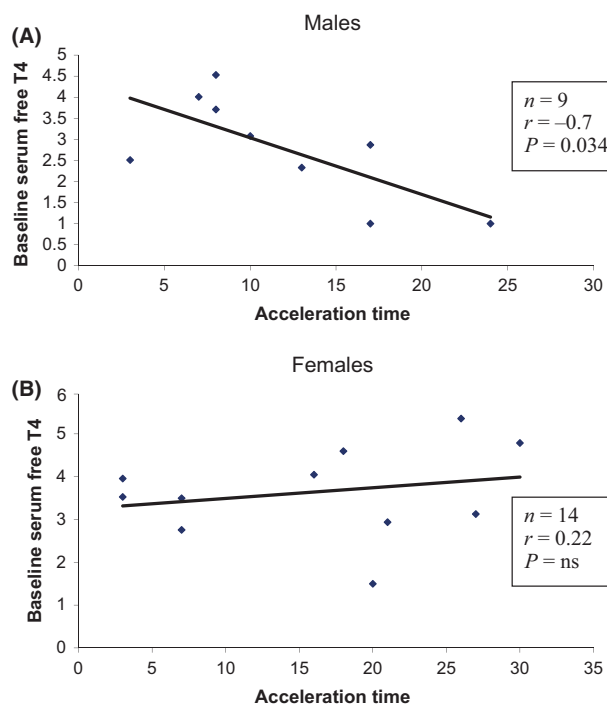 (A)
Males
Baseline serum free T4
5
4.5
4
3.5
3
2.5
2
1.5
1
0.5
0
0 5 10 15 20 25 30
Acceleration time
n = 9
r = –0.7
P = 0.034
(B)
Females
Baseline serum free T4
6
5
4
3
2
1
0
0 5 10 15 20 25 30 35
Acceleration time
n = 14
r = 0.22
P = ns